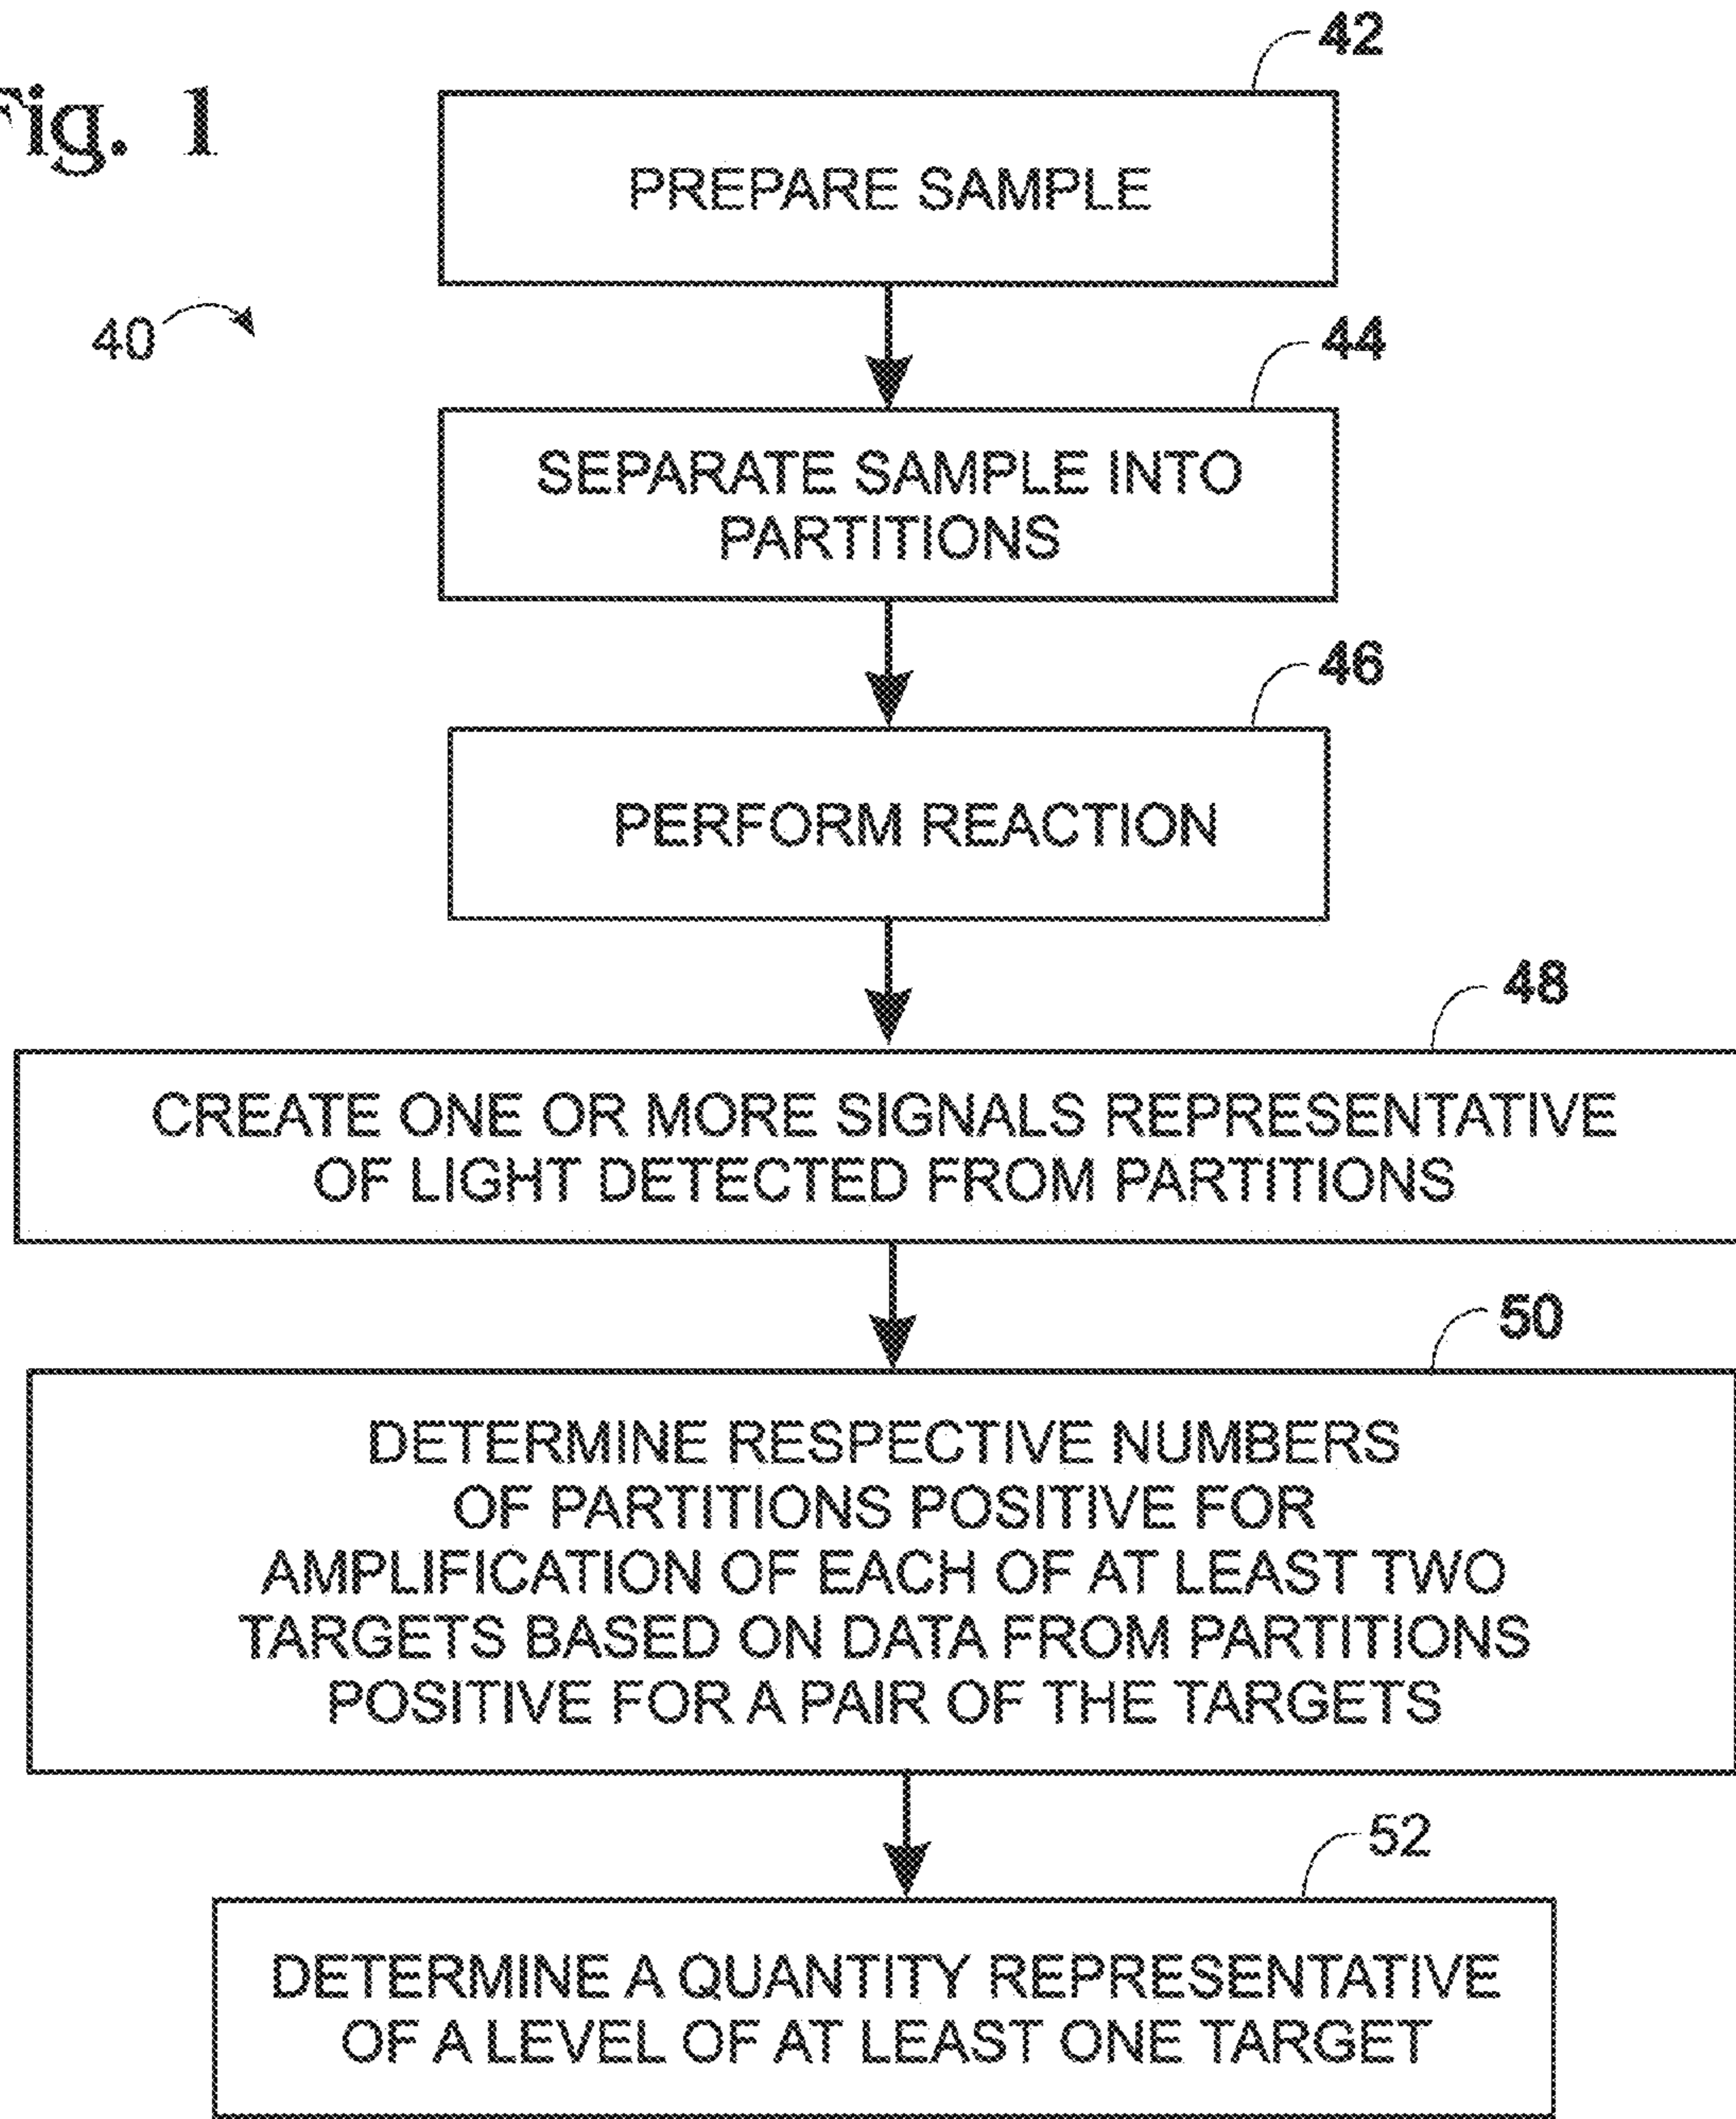 Fig. 1
42
PREPARE SAMPLE
40
44
SEPARATE SAMPLE INTO
PARTITIONS
46
PERFORM REACTION
48
CREATE ONE OR MORE SIGNALS REPRESENTATIVE
OF LIGHT DETECTED FROM PARTITIONS
50
DETERMINE RESPECTIVE NUMBERS
OF PARTITIONS POSITIVE FOR
AMPLIFICATION OF EACH OF AT LEAST TWO
TARGETS BASED ON DATA FROM PARTITIONS
POSITIVE FOR A PAIR OF THE TARGETS
52
DETERMINE A QUANTITY REPRESENTATIVE
OF A LEVEL OF AT LEAST ONE TARGET